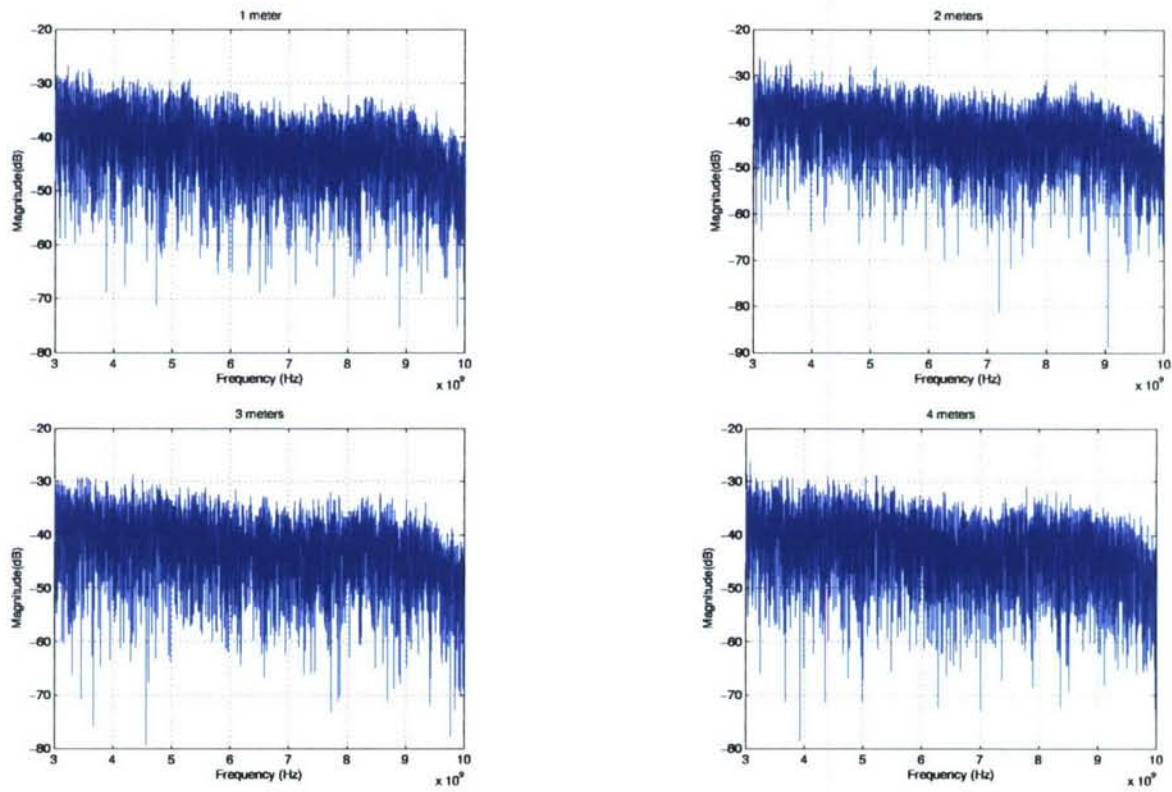 1 meter
-20
-30
-40
-50
-60
-70
-80
Magnitude(dB)
3 4 5 6 7 8 9 10
Frequency (Hz)
x 10⁹
2 meters
-20
-30
-40
-50
-60
-70
-80
-90
Magnitude(dB)
3 4 5 6 7 8 9 10
Frequency (Hz)
x 10⁹
3 meters
-20
-30
-40
-50
-60
-70
-80
Magnitude(dB)
3 4 5 6 7 8 9 10
Frequency (Hz)
x 10⁹
4 meters
-20
-30
-40
-50
-60
-70
-80
Magnitude(dB)
3 4 5 6 7 8 9 10
Frequency (Hz)
x 10⁹